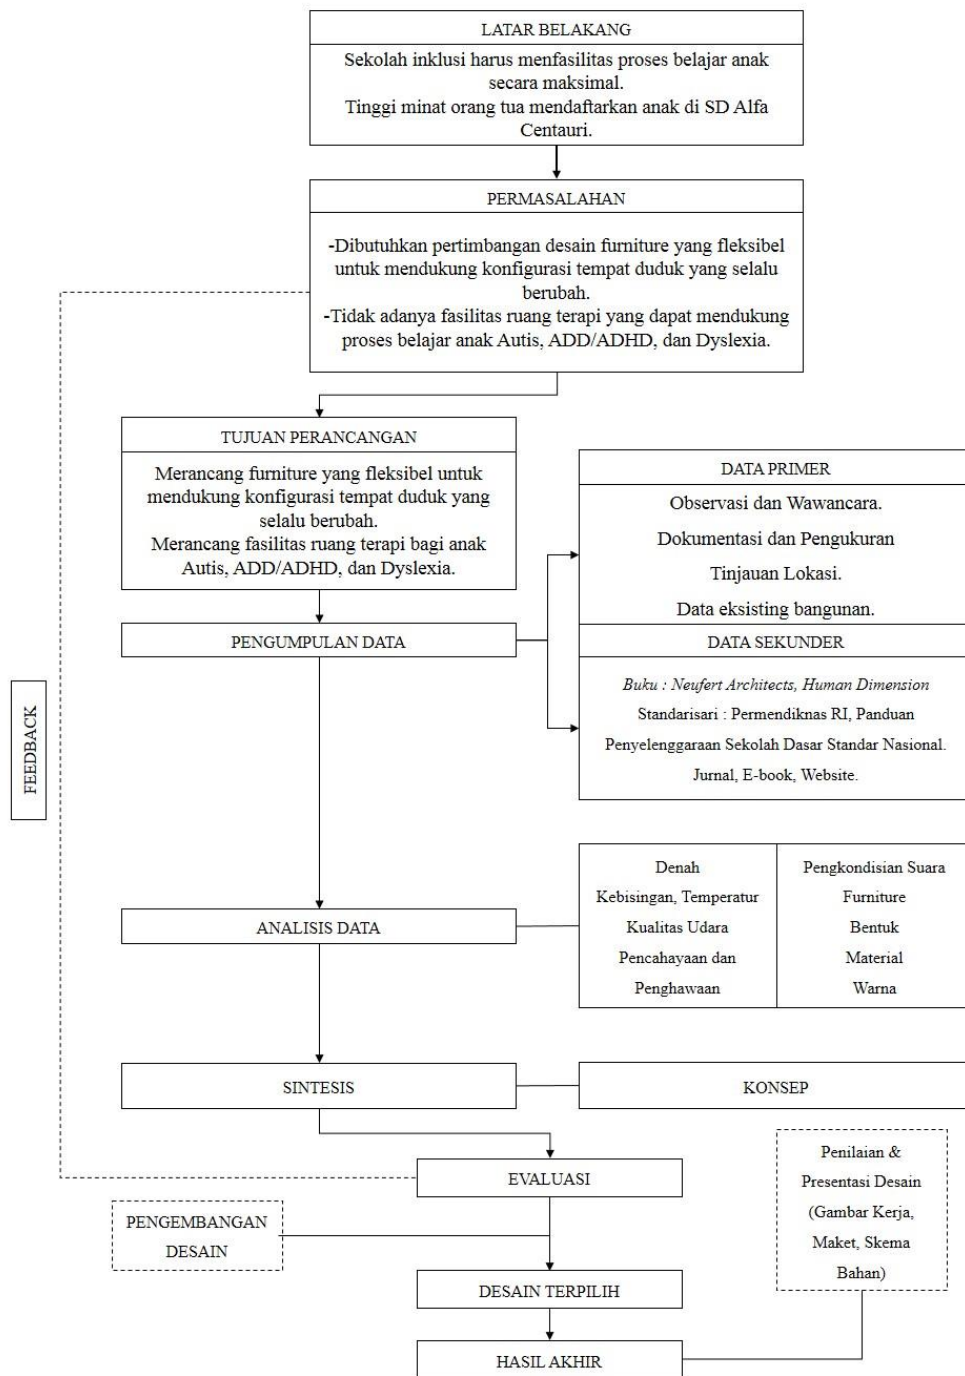 LATAR BELAKANG
Sekolah inklusi harus menfasilitas proses belajar anak
secara maksimal.
Tinggi minat orang tua mendaftarkan anak di SD Alfa
Centauri.
PERMASALAHAN
-Dibutuhkan pertimbangan desain furniture yang fleksibel
untuk mendukung konfigurasi tempat duduk yang selalu
berubah.
-Tidak adanya fasilitas ruang terapi yang dapat mendukung
proses belajar anak Autis, ADD/ADHD, dan Dyslexia.
TUJUAN PERANCANGAN
Merancang furniture yang fleksibel untuk
mendukung konfigurasi tempat duduk yang
selalu berubah.
Merancang fasilitas ruang terapi bagi anak
Autis, ADD/ADHD, dan Dyslexia.
PENGUMPULAN DATA
DATA PRIMER
Observasi dan Wawancara.
Dokumentasi dan Pengukuran
Tinjauan Lokasi.
Data eksisting bangunan.
DATA SEKUNDER
Buku : Neufert Architects, Human Dimension
Standarisari : Permendiknas RI, Panduan
Penyelenggaraan Sekolah Dasar Standar Nasional.
Jurnal, E-book, Website.
FEEDBACK
ANALISIS DATA
Denah
Kebisingan, Temperatur
Kualitas Udara
Pencahayaan dan
Penghawaan
Pengkondisian Suara
Furniture
Bentuk
Material
Warna
SINTESIS
KONSEP
EVALUASI
Penilaian &
Presentasi Desain
(Gambar Kerja,
Maket, Skema
Bahan)
PENGEMBANGAN
DESAIN
DESAIN TERPILIH
HASIL AKHIR